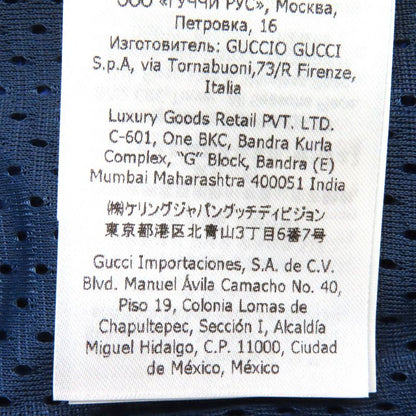 ООО «ГУЧЧИ РУС», Москва,
Петровка, 16
Изготовитель: GUCCIO GUCCI
S.p.A, via Tornabuoni,73/R Firenze,
Italia
Luxury Goods Retail PVT. LTD.
C-601, One BKC, Bandra Kurla
Complex, "G" Block, Bandra (E)
Mumbai Maharashtra 400051 India
㈱ケリングジャパングッチディビジョン
東京都港区北青山3丁目6番7号
Gucci Importaciones, S.A. de C.V.
Blvd. Manuel Ávila Camacho No. 40,
Piso 19, Colonia Lomas de
Chapultepec, Sección I, Alcaldía
Miguel Hidalgo, C.P. 11000, Ciudad
de México, México